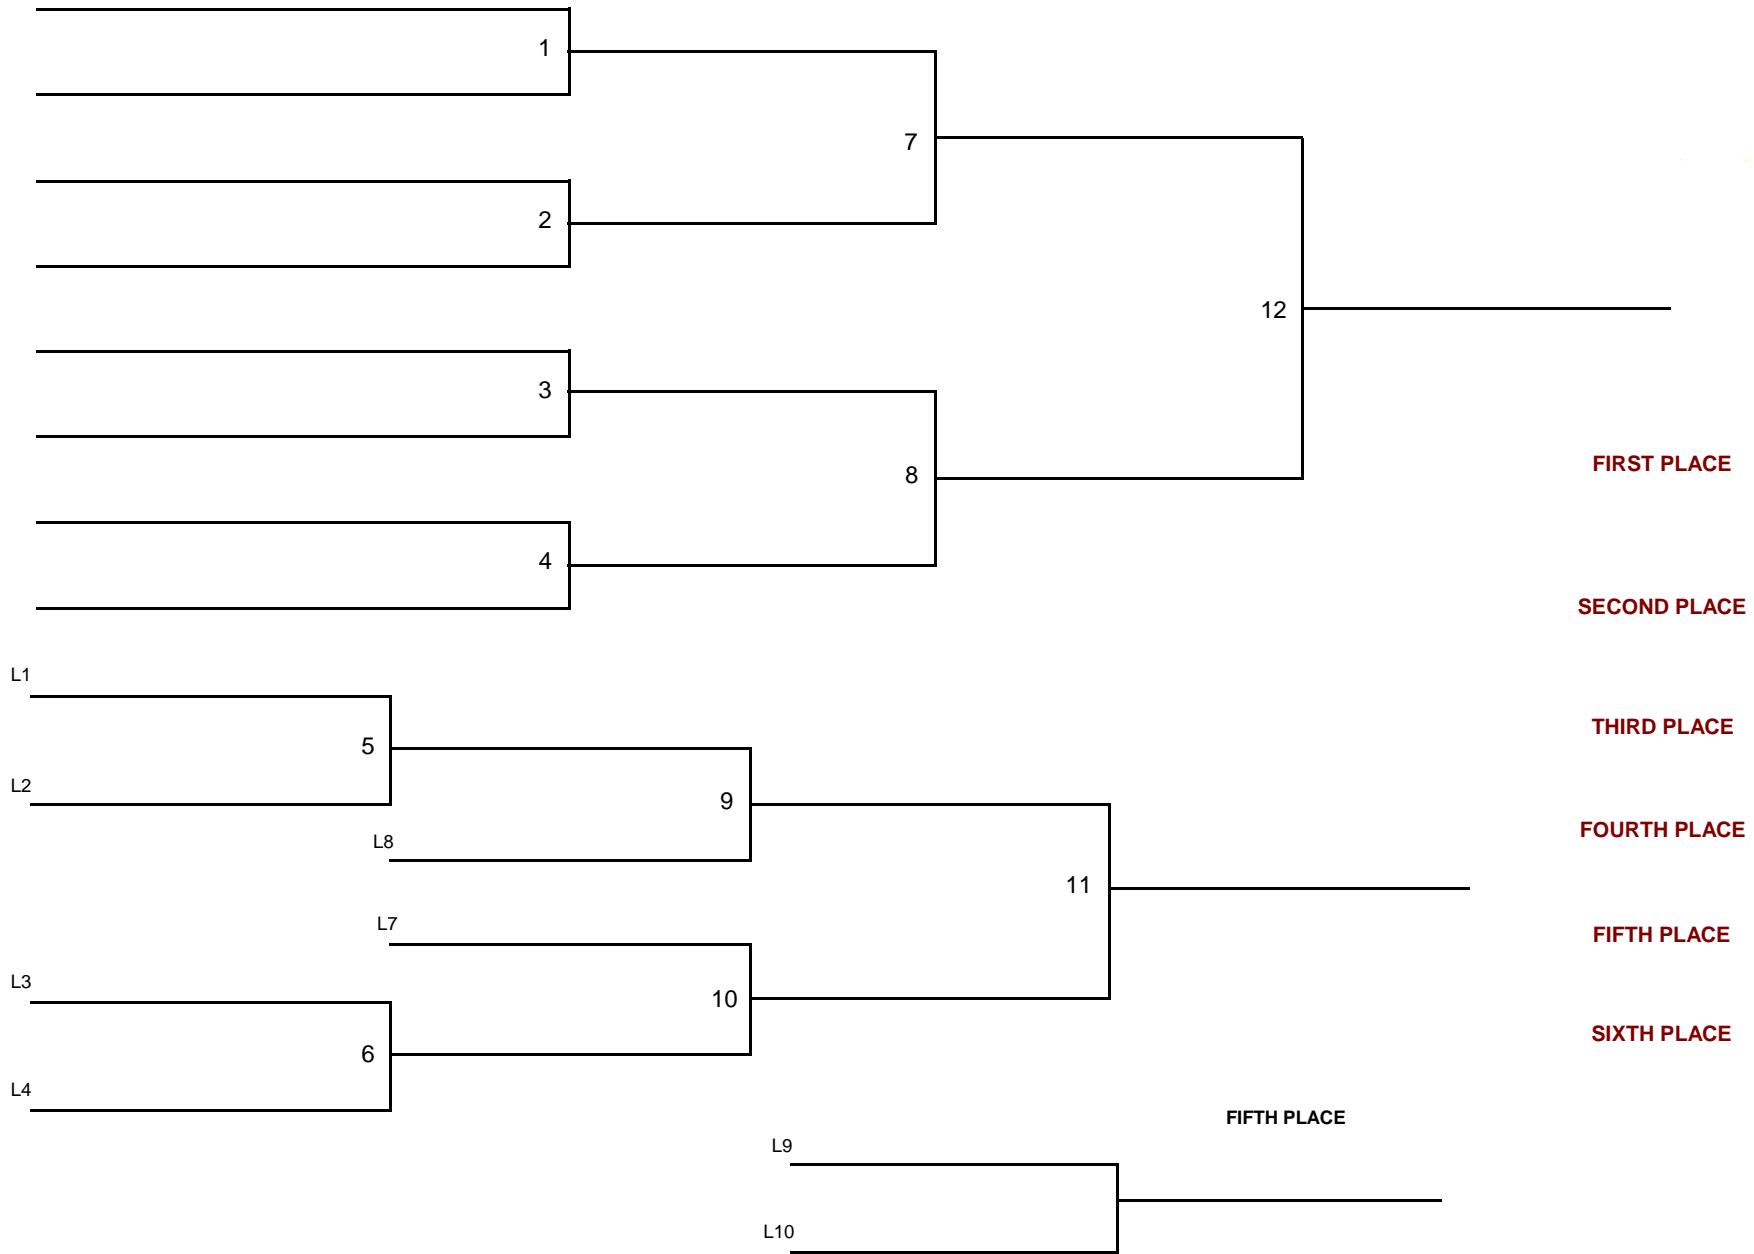 1
7
2
12
3
FIRST PLACE
8
4
SECOND PLACE
L1
THIRD PLACE
5
L2
9
FOURTH PLACE
L8
11
L7
FIFTH PLACE
L3
10
SIXTH PLACE
6
L4
FIFTH PLACE
L9
L10